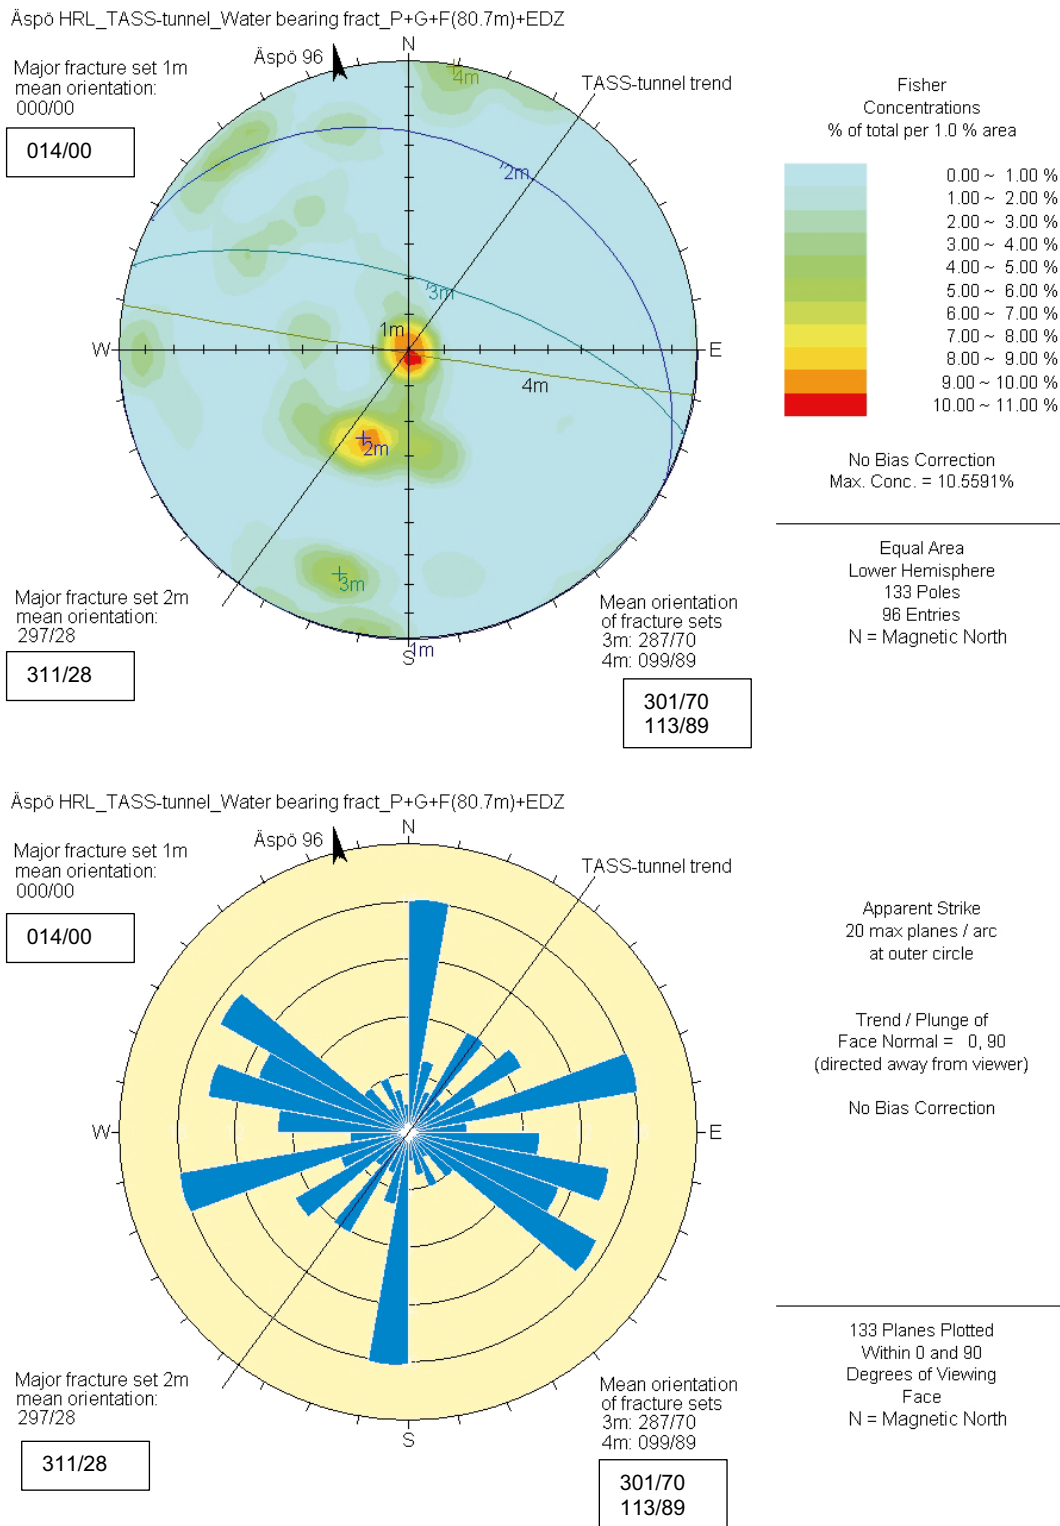 Äspö HRL_TASS-tunnel_Water bearing fract_P+G+F(80.7m)+EDZ
Major fracture set 1m
mean orientation:
000/00
014/00
Äspö 96
N
TASS-tunnel trend
4m
2m
3m
1m
W
E
4m
2m
3m
1m
S
Fisher
Concentrations
% of total per 1.0 % area
0.00 ~ 1.00 %
1.00 ~ 2.00 %
2.00 ~ 3.00 %
3.00 ~ 4.00 %
4.00 ~ 5.00 %
5.00 ~ 6.00 %
6.00 ~ 7.00 %
7.00 ~ 8.00 %
8.00 ~ 9.00 %
9.00 ~ 10.00 %
10.00 ~ 11.00 %
No Bias Correction
Max. Conc. = 10.5591%
Equal Area
Lower Hemisphere
133 Poles
96 Entries
N = Magnetic North
Major fracture set 2m
mean orientation:
297/28
311/28
Mean orientation
of fracture sets
3m: 287/70
4m: 099/89
301/70
113/89
Äspö HRL_TASS-tunnel_Water bearing fract_P+G+F(80.7m)+EDZ
Major fracture set 1m
mean orientation:
000/00
014/00
Äspö 96
N
TASS-tunnel trend
W
E
S
Apparent Strike
20 max planes / arc
at outer circle
Trend / Plunge of
Face Normal = 0, 90
(directed away from viewer)
No Bias Correction
133 Planes Plotted
Within 0 and 90
Degrees of Viewing
Face
N = Magnetic North
Major fracture set 2m
mean orientation:
297/28
311/28
Mean orientation
of fracture sets
3m: 287/70
4m: 099/89
301/70
113/89